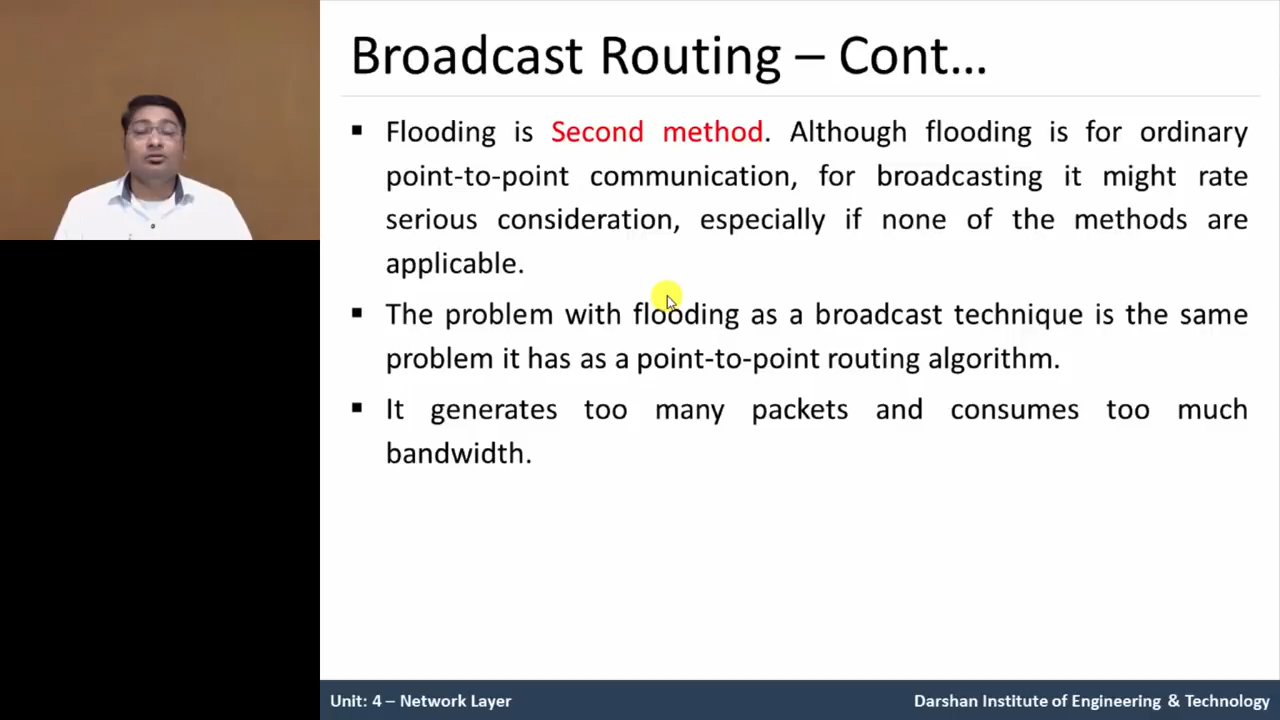 Broadcast Routing – Cont…
▪ Flooding is Second method. Although flooding is for ordinary
point-to-point communication, for broadcasting it might rate
serious consideration, especially if none of the methods are
applicable.
▪ The problem with flooding as a broadcast technique is the same
problem it has as a point-to-point routing algorithm.
▪ It generates too many packets and consumes too much
bandwidth.
Unit: 4 – Network Layer
Darshan Institute of Engineering & Technology